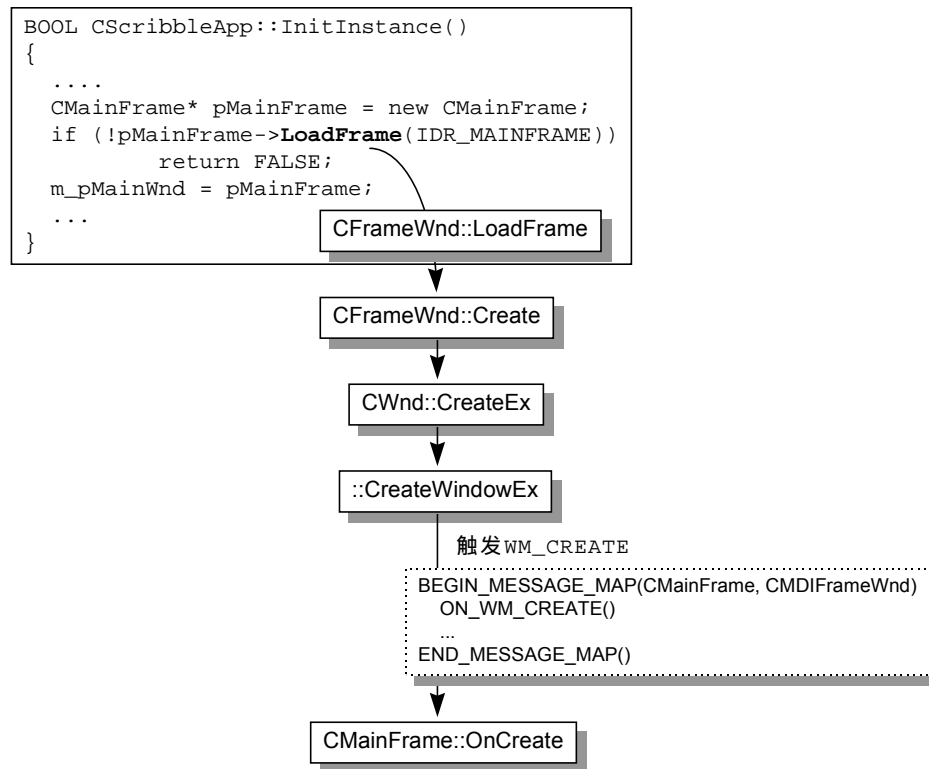 BOOL CScribbleApp::InitInstance()
{
....
CMainFrame* pMainFrame = new CMainFrame;
if (!pMainFrame->LoadFrame(IDR_MAINFRAME))
return FALSE;
m_pMainWnd = pMainFrame;
...
}
CFrameWnd::LoadFrame
CFrameWnd::Create
CWnd::CreateEx
::CreateWindowEx
触发WM_CREATE
BEGIN_MESSAGE_MAP(CMainFrame, CMDIFrameWnd)
ON_WM_CREATE()
...
END_MESSAGE_MAP()
CMainFrame::OnCreate